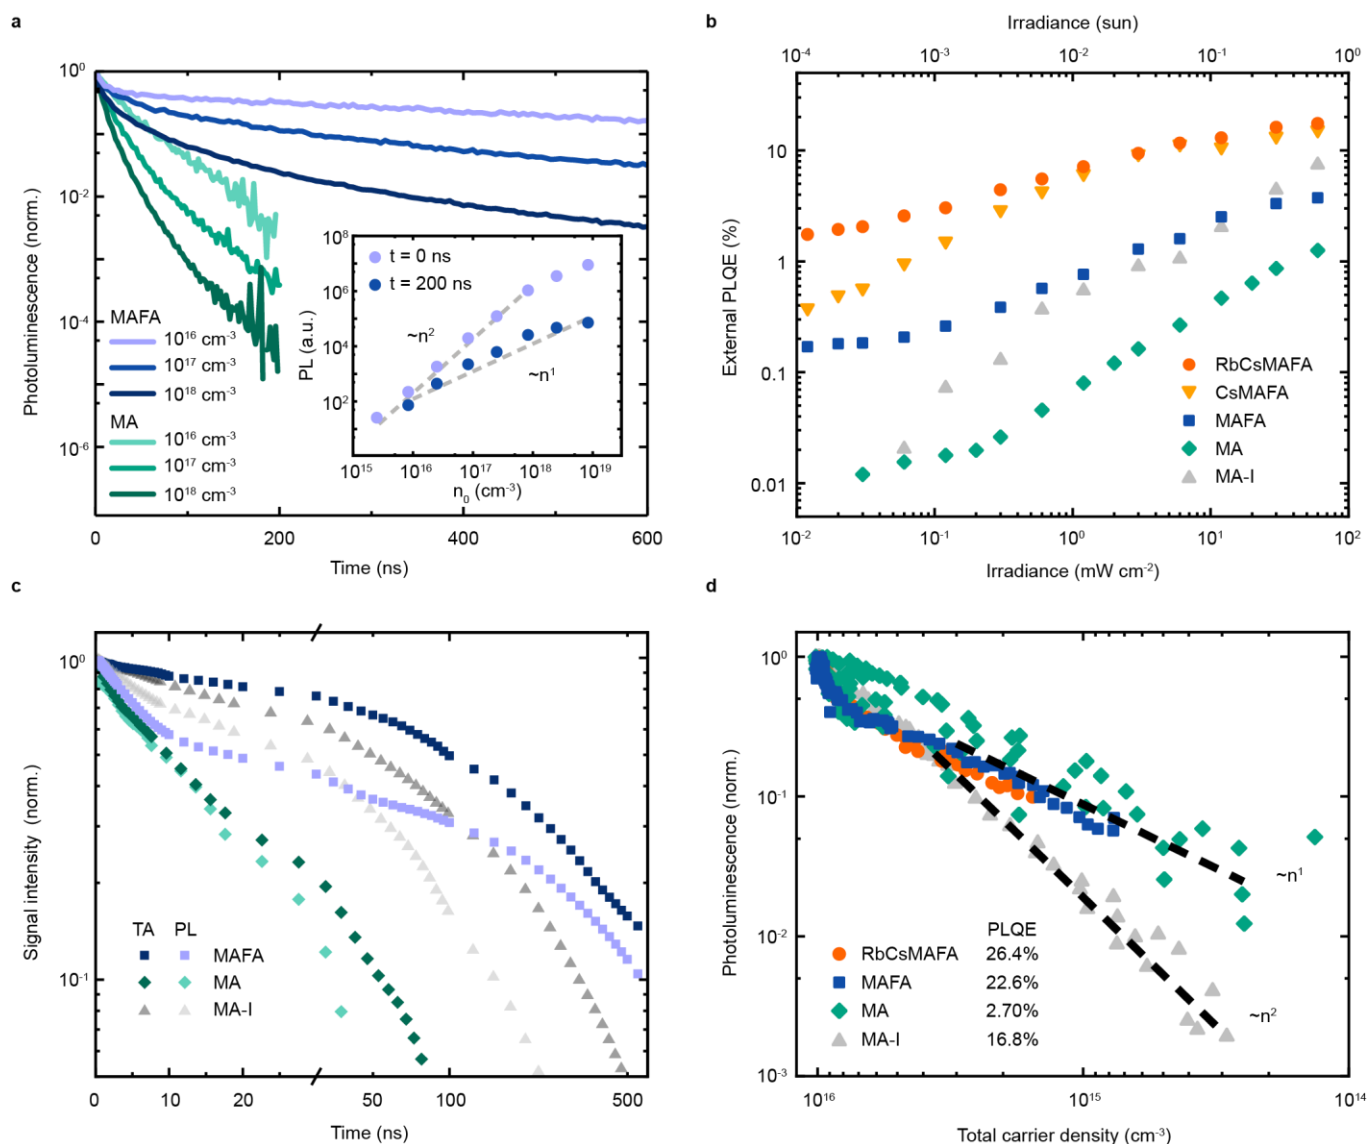 a
Photoluminescence (norm.)
10⁰
10⁻²
10⁻⁴
10⁻⁶
MAFA
10¹⁶ cm⁻³
10¹⁷ cm⁻³
10¹⁸ cm⁻³
MA
10¹⁶ cm⁻³
10¹⁷ cm⁻³
10¹⁸ cm⁻³
PL (a.u.)
10⁸
10⁶
10⁴
10²
t = 0 ns
t = 200 ns
~n²
~n¹
10¹⁵ 10¹⁶ 10¹⁷ 10¹⁸ 10¹⁹
n₀ (cm⁻³)
0 200 400 600
Time (ns)
b
Irradiance (sun)
10⁻⁴ 10⁻³ 10⁻² 10⁻¹ 10⁰
External PLQE (%)
10
1
0.1
0.01
RbCsMAFA
CsMAFA
MAFA
MA
MA-I
10⁻² 10⁻¹ 10⁰ 10¹ 10²
Irradiance (mW cm⁻²)
c
Signal intensity (norm.)
10⁰
10⁻¹
TA PL
MAFA
MA
MA-I
0 10 20 50 100 500
Time (ns)
d
Photoluminescence (norm.)
10⁰
10⁻¹
10⁻²
10⁻³
~n¹
~n²
PLQE
RbCsMAFA 26.4%
MAFA 22.6%
MA 2.70%
MA-I 16.8%
10¹⁶ 10¹⁵ 10¹⁴
Total carrier density (cm⁻³)